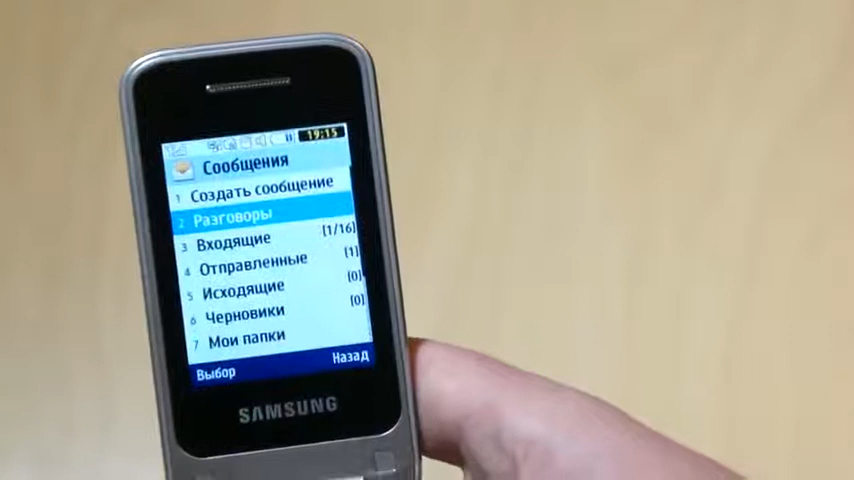 19:15
Сообщения
1 Создать сообщение
2 Разговоры
3 Входящие [1/16]
4 Отправленные [1]
5 Исходящие [0]
6 Черновики [0]
7 Мои папки
Выбор Назад
SAMSUNG